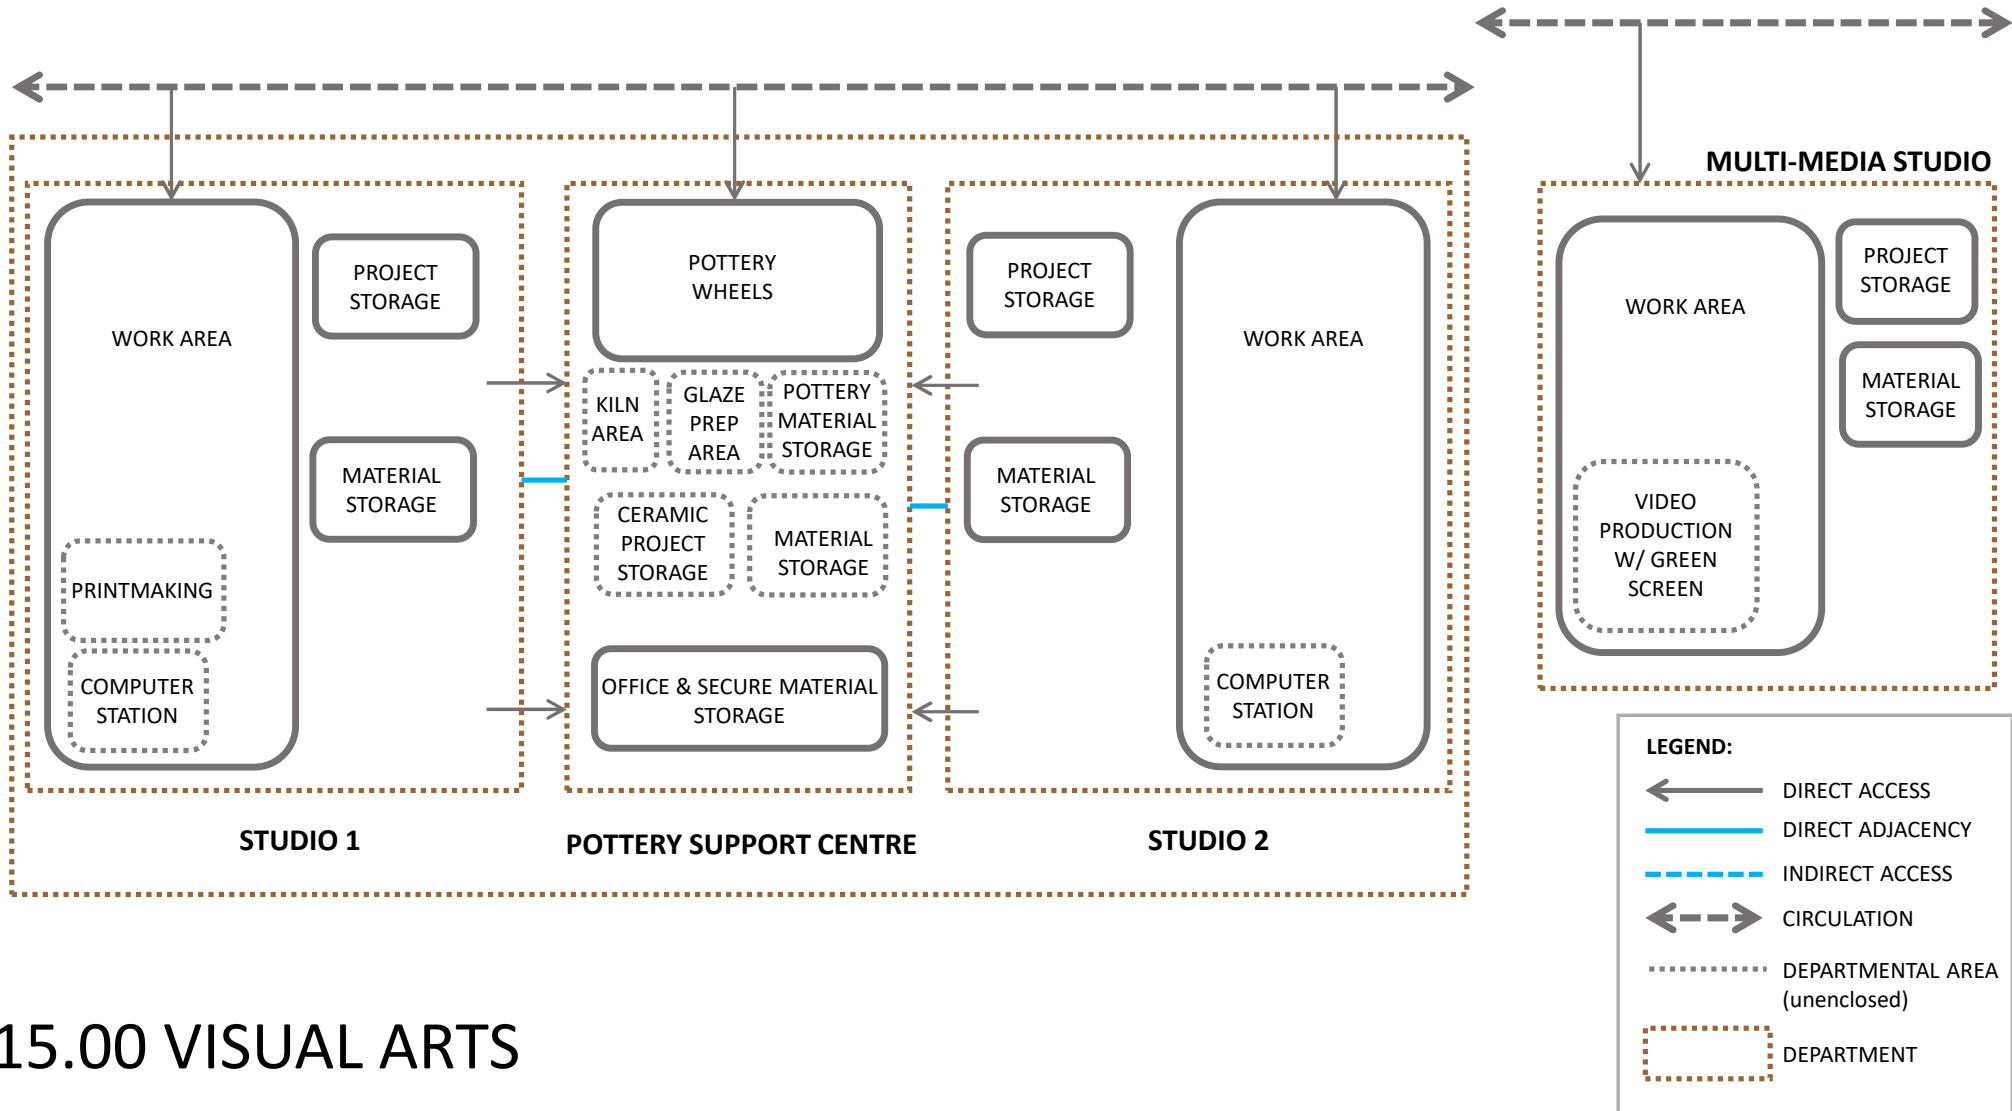 MULTI-MEDIA STUDIO
WORK AREA
PROJECT
STORAGE
MATERIAL
STORAGE
PRINTMAKING
COMPUTER
STATION
STUDIO 1
POTTERY
WHEELS
KILN
AREA
GLAZE
PREP
AREA
POTTERY
MATERIAL
STORAGE
CERAMIC
PROJECT
STORAGE
MATERIAL
STORAGE
OFFICE & SECURE MATERIAL
STORAGE
POTTERY SUPPORT CENTRE
PROJECT
STORAGE
MATERIAL
STORAGE
WORK AREA
COMPUTER
STATION
STUDIO 2
WORK AREA
VIDEO
PRODUCTION
W/ GREEN
SCREEN
PROJECT
STORAGE
MATERIAL
STORAGE
LEGEND:
DIRECT ACCESS
DIRECT ADJACENCY
INDIRECT ACCESS
CIRCULATION
DEPARTMENTAL AREA
(unenclosed)
DEPARTMENT
15.00 VISUAL ARTS